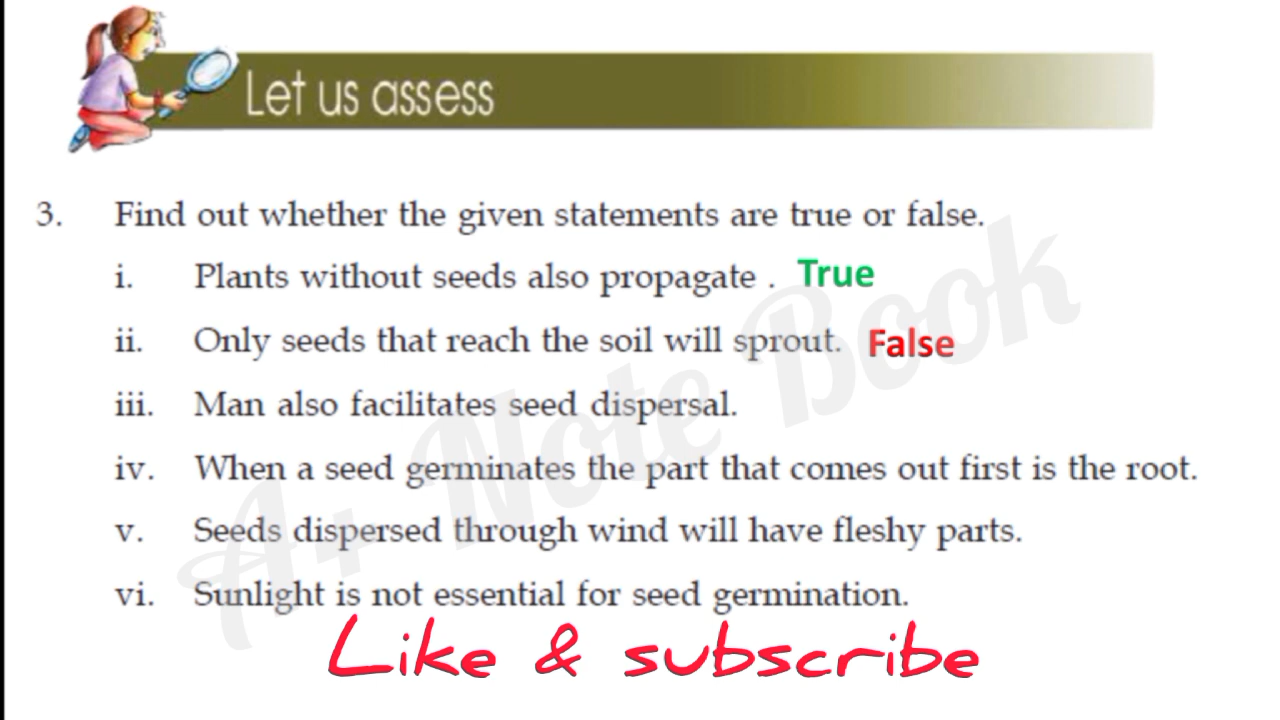 Let us assess
3. Find out whether the given statements are true or false.
i. Plants without seeds also propagate . True
ii. Only seeds that reach the soil will sprout. False
iii. Man also facilitates seed dispersal.
iv. When a seed germinates the part that comes out first is the root.
v. Seeds dispersed through wind will have fleshy parts.
vi. Sunlight is not essential for seed germination.
A+ Note Book
Like & subscribe